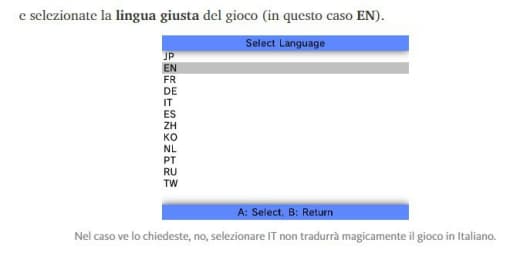 e selezionate la lingua giusta del gioco (in questo caso EN).
Select Language
JP
EN
FR
DE
IT
ES
ZH
KO
NL
PT
RU
TW
A: Select, B: Return
Nel caso ve lo chiedeste, no, selezionare IT non tradurrà magicamente il gioco in Italiano.